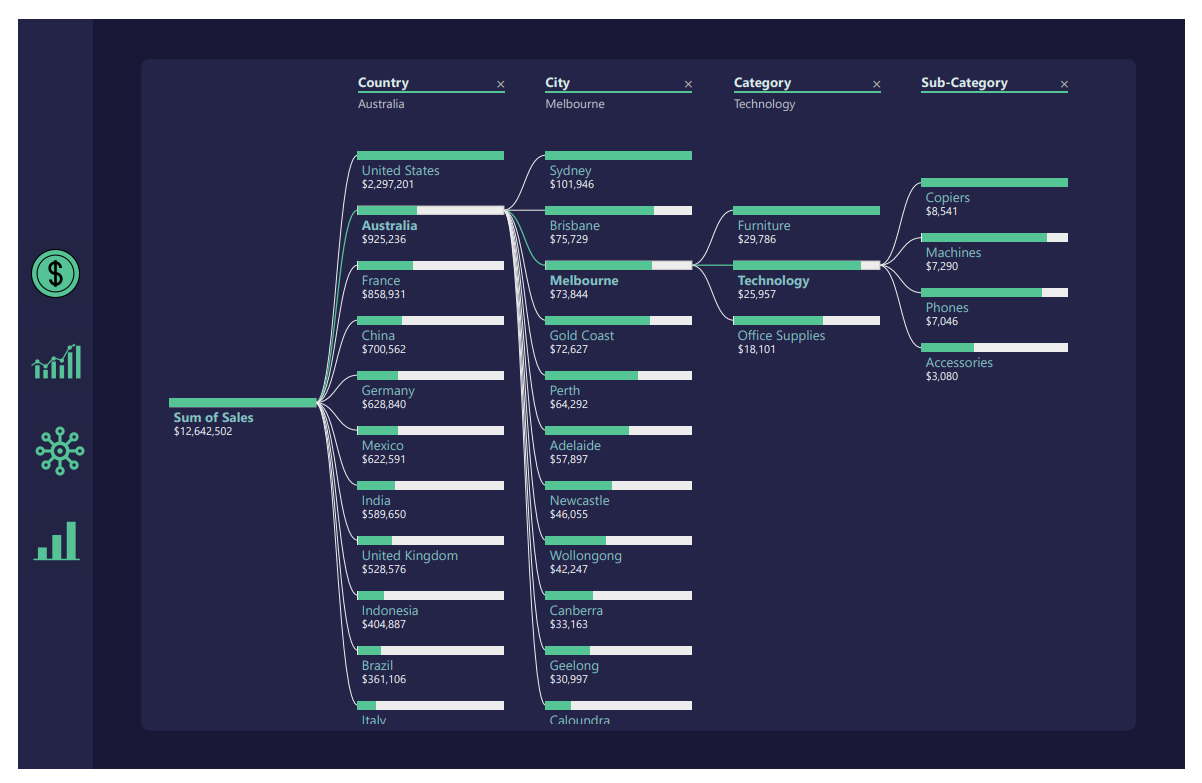 $
Country ×
Australia
City ×
Melbourne
Category ×
Technology
Sub-Category ×
Sum of Sales
$12,642,502
United States
$2,297,201
Australia
$925,236
France
$858,931
China
$700,562
Germany
$628,840
Mexico
$622,591
India
$589,650
United Kingdom
$528,576
Indonesia
$404,887
Brazil
$361,106
Italy
Sydney
$101,946
Brisbane
$75,729
Melbourne
$73,844
Gold Coast
$72,627
Perth
$64,292
Adelaide
$57,897
Newcastle
$46,055
Wollongong
$42,247
Canberra
$33,163
Geelong
$30,997
Caloundra
Furniture
$29,786
Technology
$25,957
Office Supplies
$18,101
Copiers
$8,541
Machines
$7,290
Phones
$7,046
Accessories
$3,080